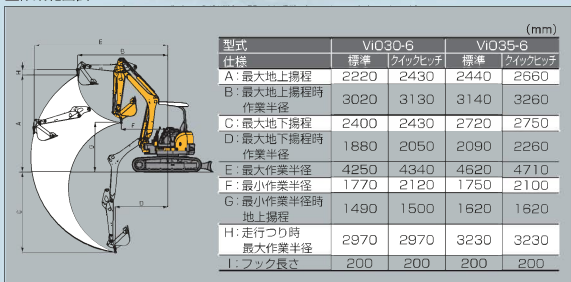 (mm)
型式 ViO30-6 ViO35-6
仕様 標準 クイックヒッチ 標準 クイックヒッチ
A：最大地上揚程 2220 2430 2440 2660
B：最大地上揚程時
作業半径 3020 3130 3140 3260
C：最大地下揚程 2400 2430 2720 2750
D：最大地下揚程時
作業半径 1880 2050 2090 2260
E：最大作業半径 4250 4340 4620 4710
F：最小作業半径 1770 2120 1750 2100
G：最小作業半径時
地上揚程 1490 1500 1620 1620
H：走行つり時
最大作業半径 2970 2970 3230 3230
I：フック長さ 200 200 200 200
E
D
H
A
F
D
C